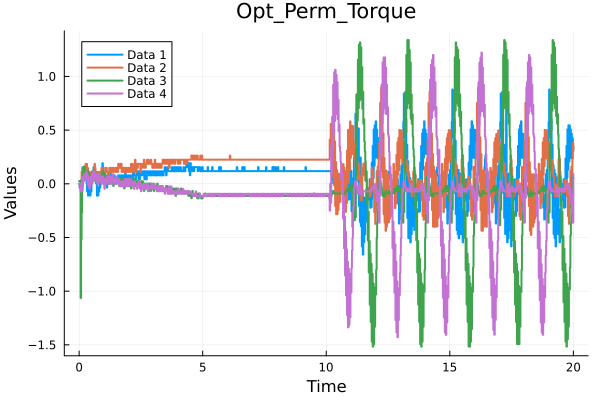 Opt_Perm_Torque
Data 1
Data 2
Data 3
Data 4
1.0
0.5
0.0
−0.5
−1.0
−1.5
Values
0 5 10 15 20
Time